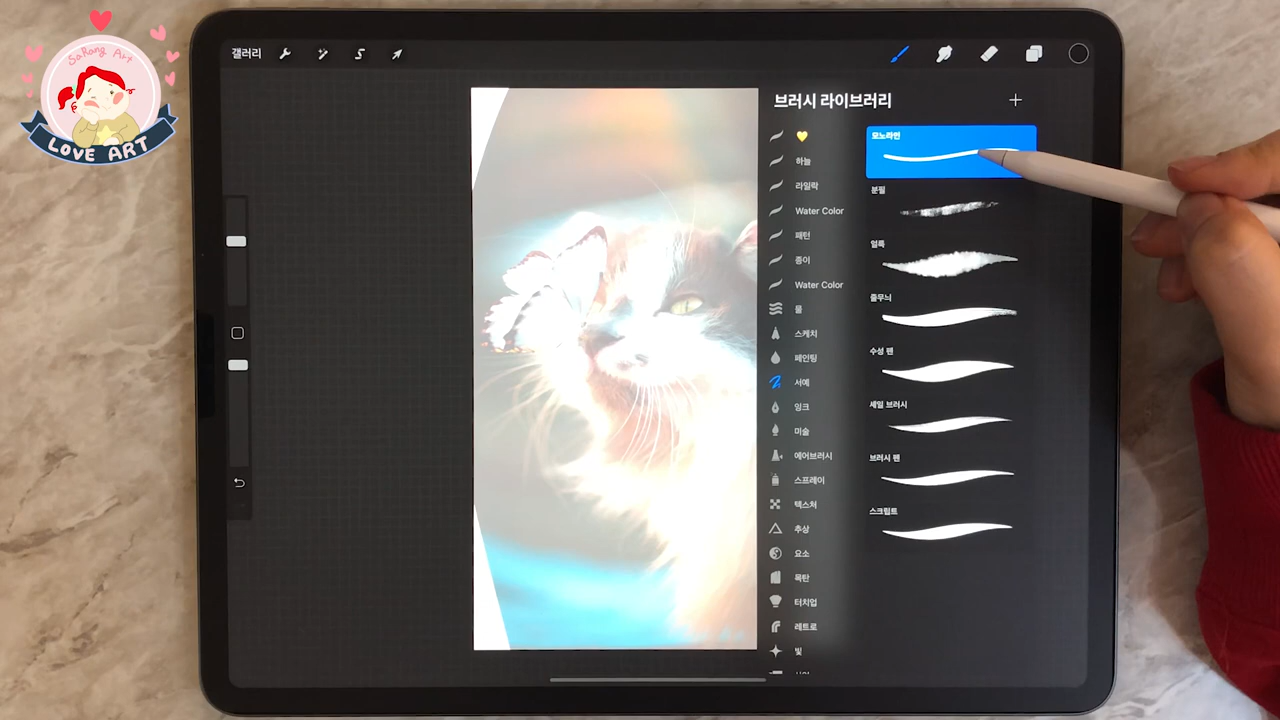 SaRang Art
LOVE ART
갤러리
브러시 라이브러리
하늘
라일락
Water Color
패턴
종이
Water Color
물
스케치
페인팅
서예
잉크
미술
에어브러시
스프레이
텍스처
추상
요소
목탄
터치업
레트로
빛
모노라인
분필
얼룩
줄무늬
수성 펜
셰일 브러시
브러시 펜
스크립트